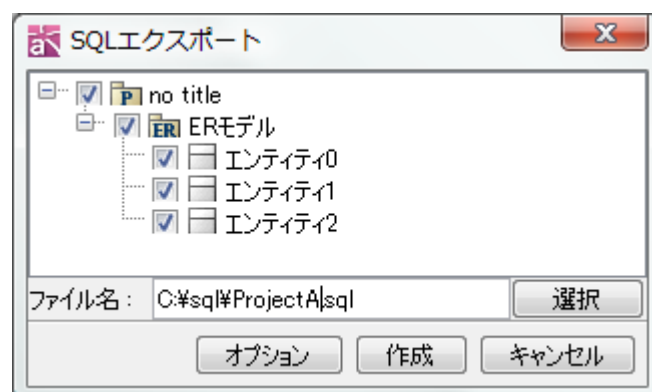 SQLエクスポート
no title
ERモデル
エンティティ0
エンティティ1
エンティティ2
ファイル名： C:¥sql¥ProjectA.sql 選択
オプション 作成 キャンセル